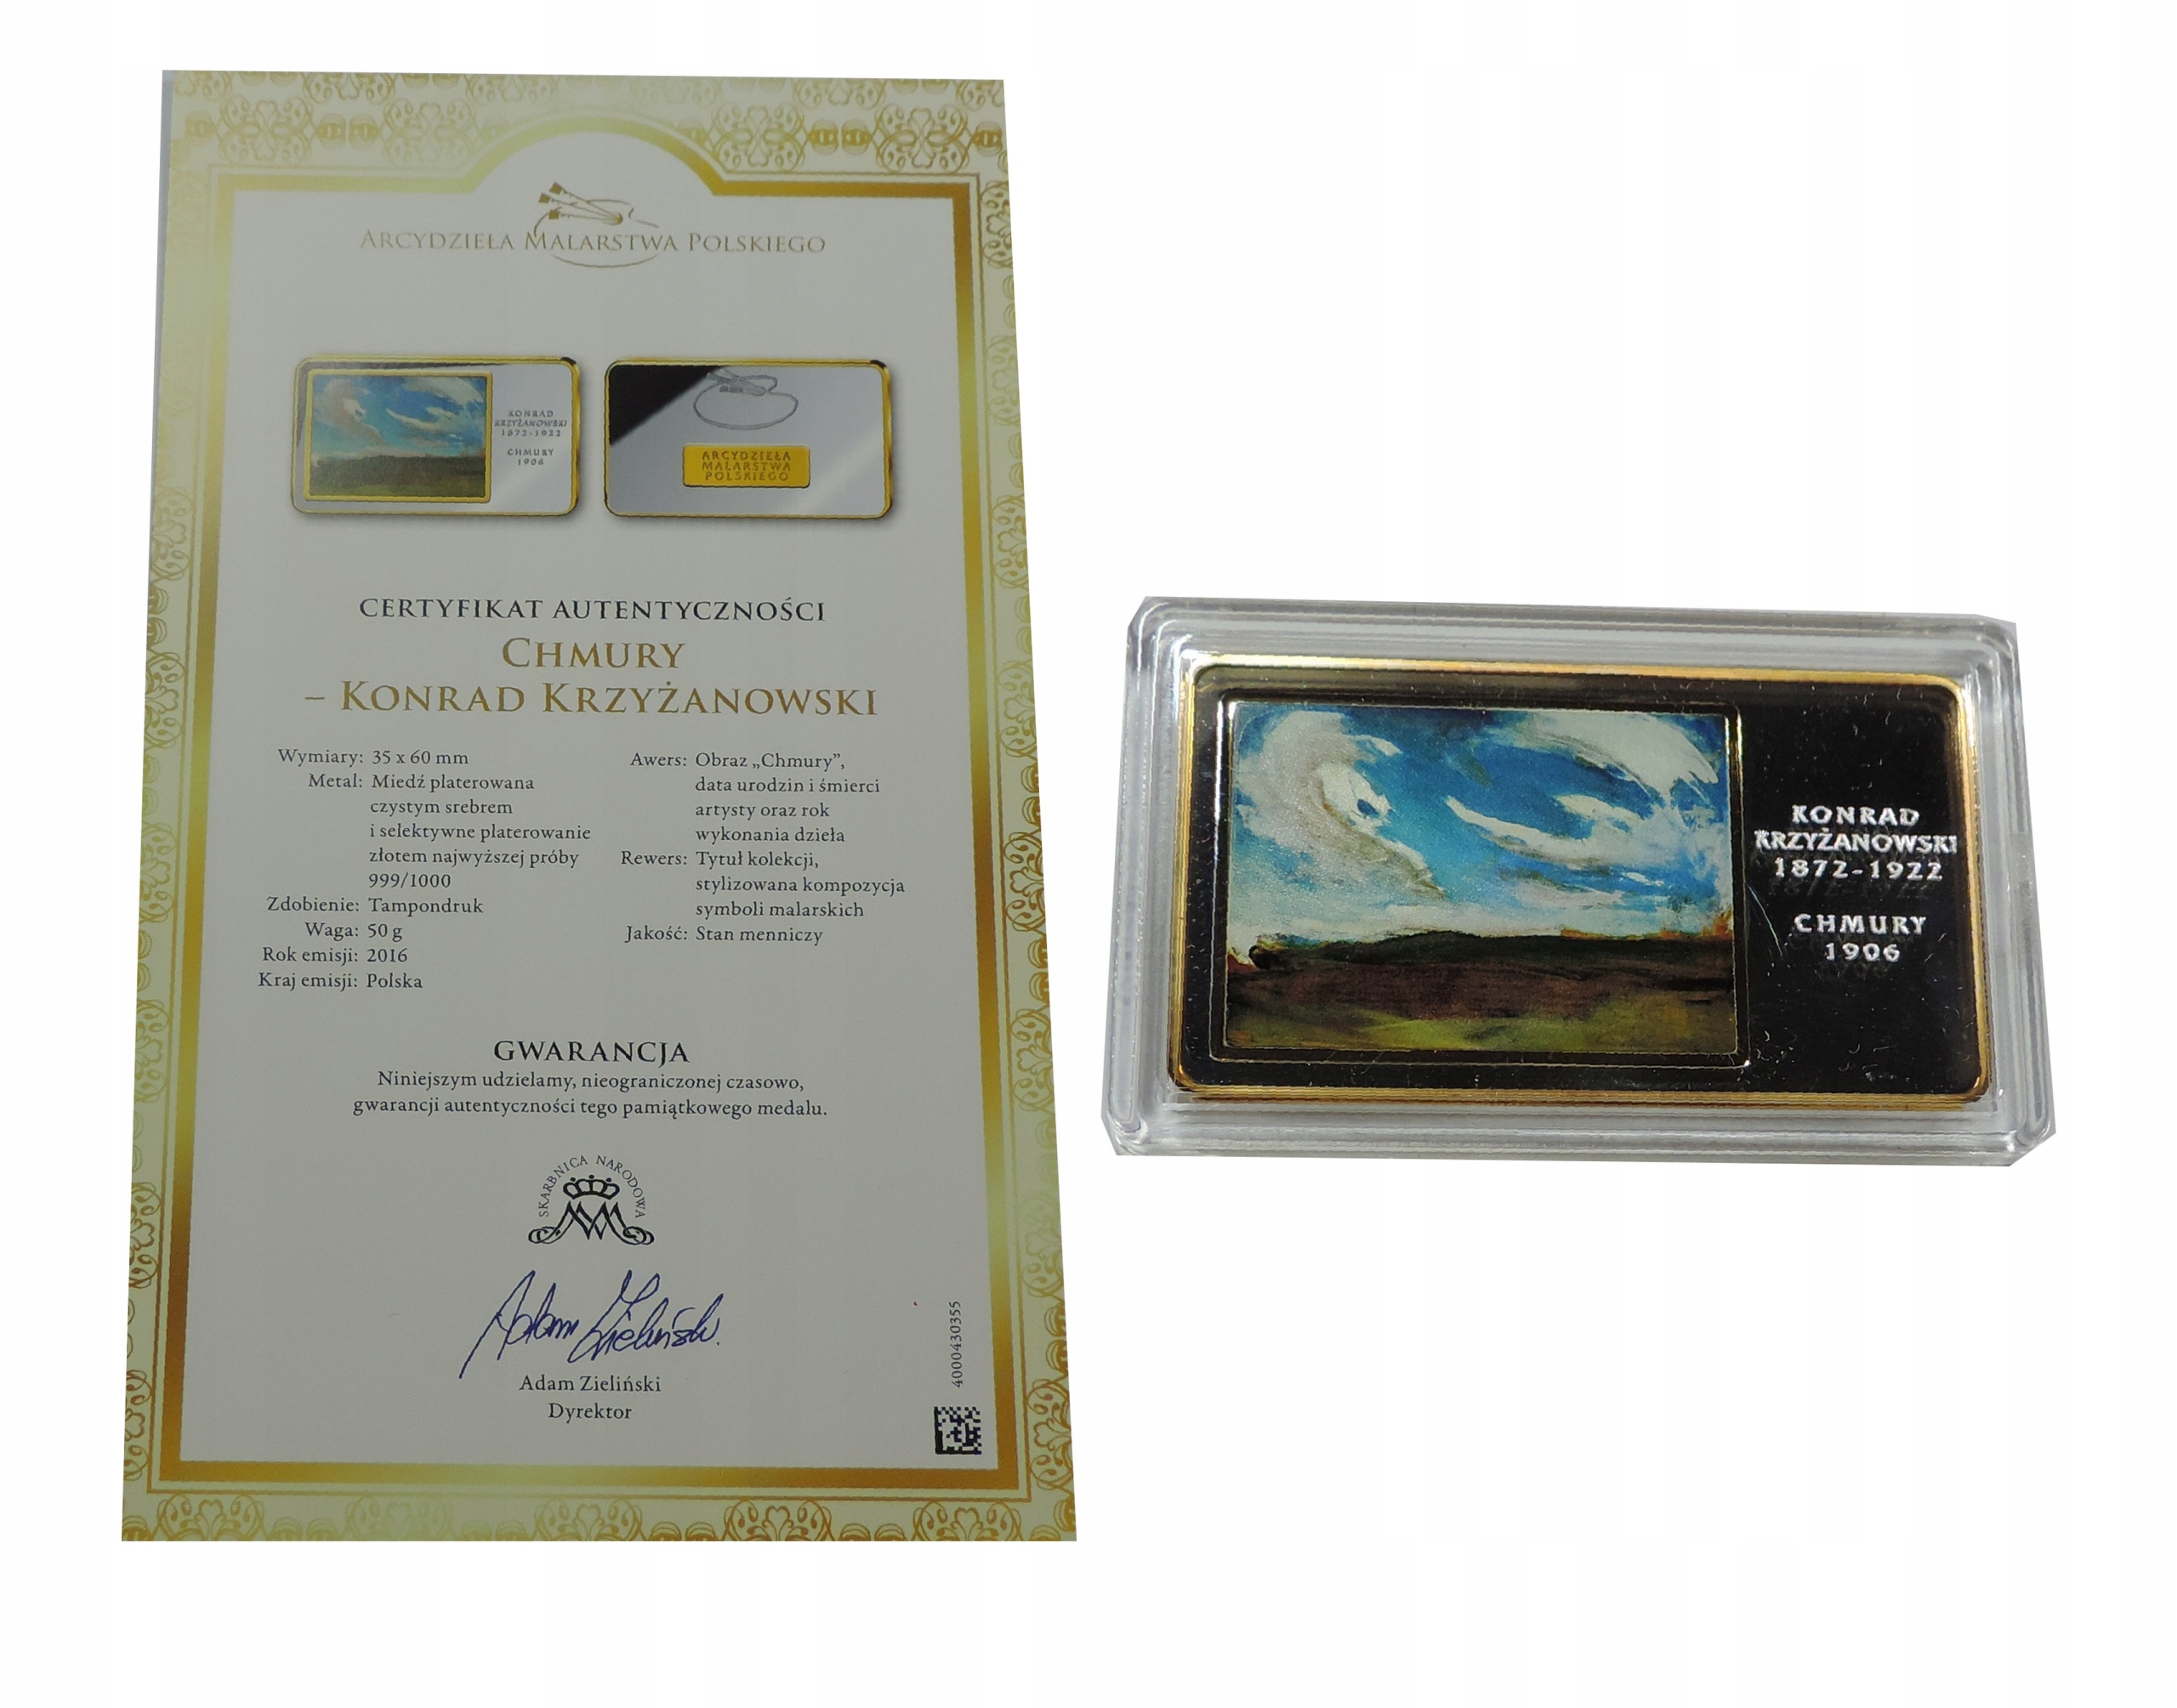 ARCYDZIEŁA MALARSTWA POLSKIEGO
KONRAD
KRZYŻANOWSKI
1872-1922
CHMURY
1906
ARCYDZIEŁA
MALARSTWA
POLSKIEGO
CERTYFIKAT AUTENTYCZNOŚCI
CHMURY
– KONRAD KRZYŻANOWSKI
Wymiary: 35 x 60 mm
Metal: Miedź platerowana
czystym srebrem
i selektywne platerowanie
złotem najwyższej próby
999/1000
Zdobienie: Tampondruk
Waga: 50 g
Rok emisji: 2016
Kraj emisji: Polska
Awers: Obraz „Chmury”,
data urodzin i śmierci
artysty oraz rok
wykonania dzieła
Rewers: Tytuł kolekcji,
stylizowana kompozycja
symboli malarskich
Jakość: Stan menniczy
GWARANCJA
Niniejszym udzielamy, nieograniczonej czasowo,
gwarancji autentyczności tego pamiątkowego medalu.
SKARBNICA NARODOWA
Adam Zieliński
Adam Zieliński
Dyrektor
4000430355
KONRAD
KRZYŻANOWSKI
1872-1922
CHMURY
1906